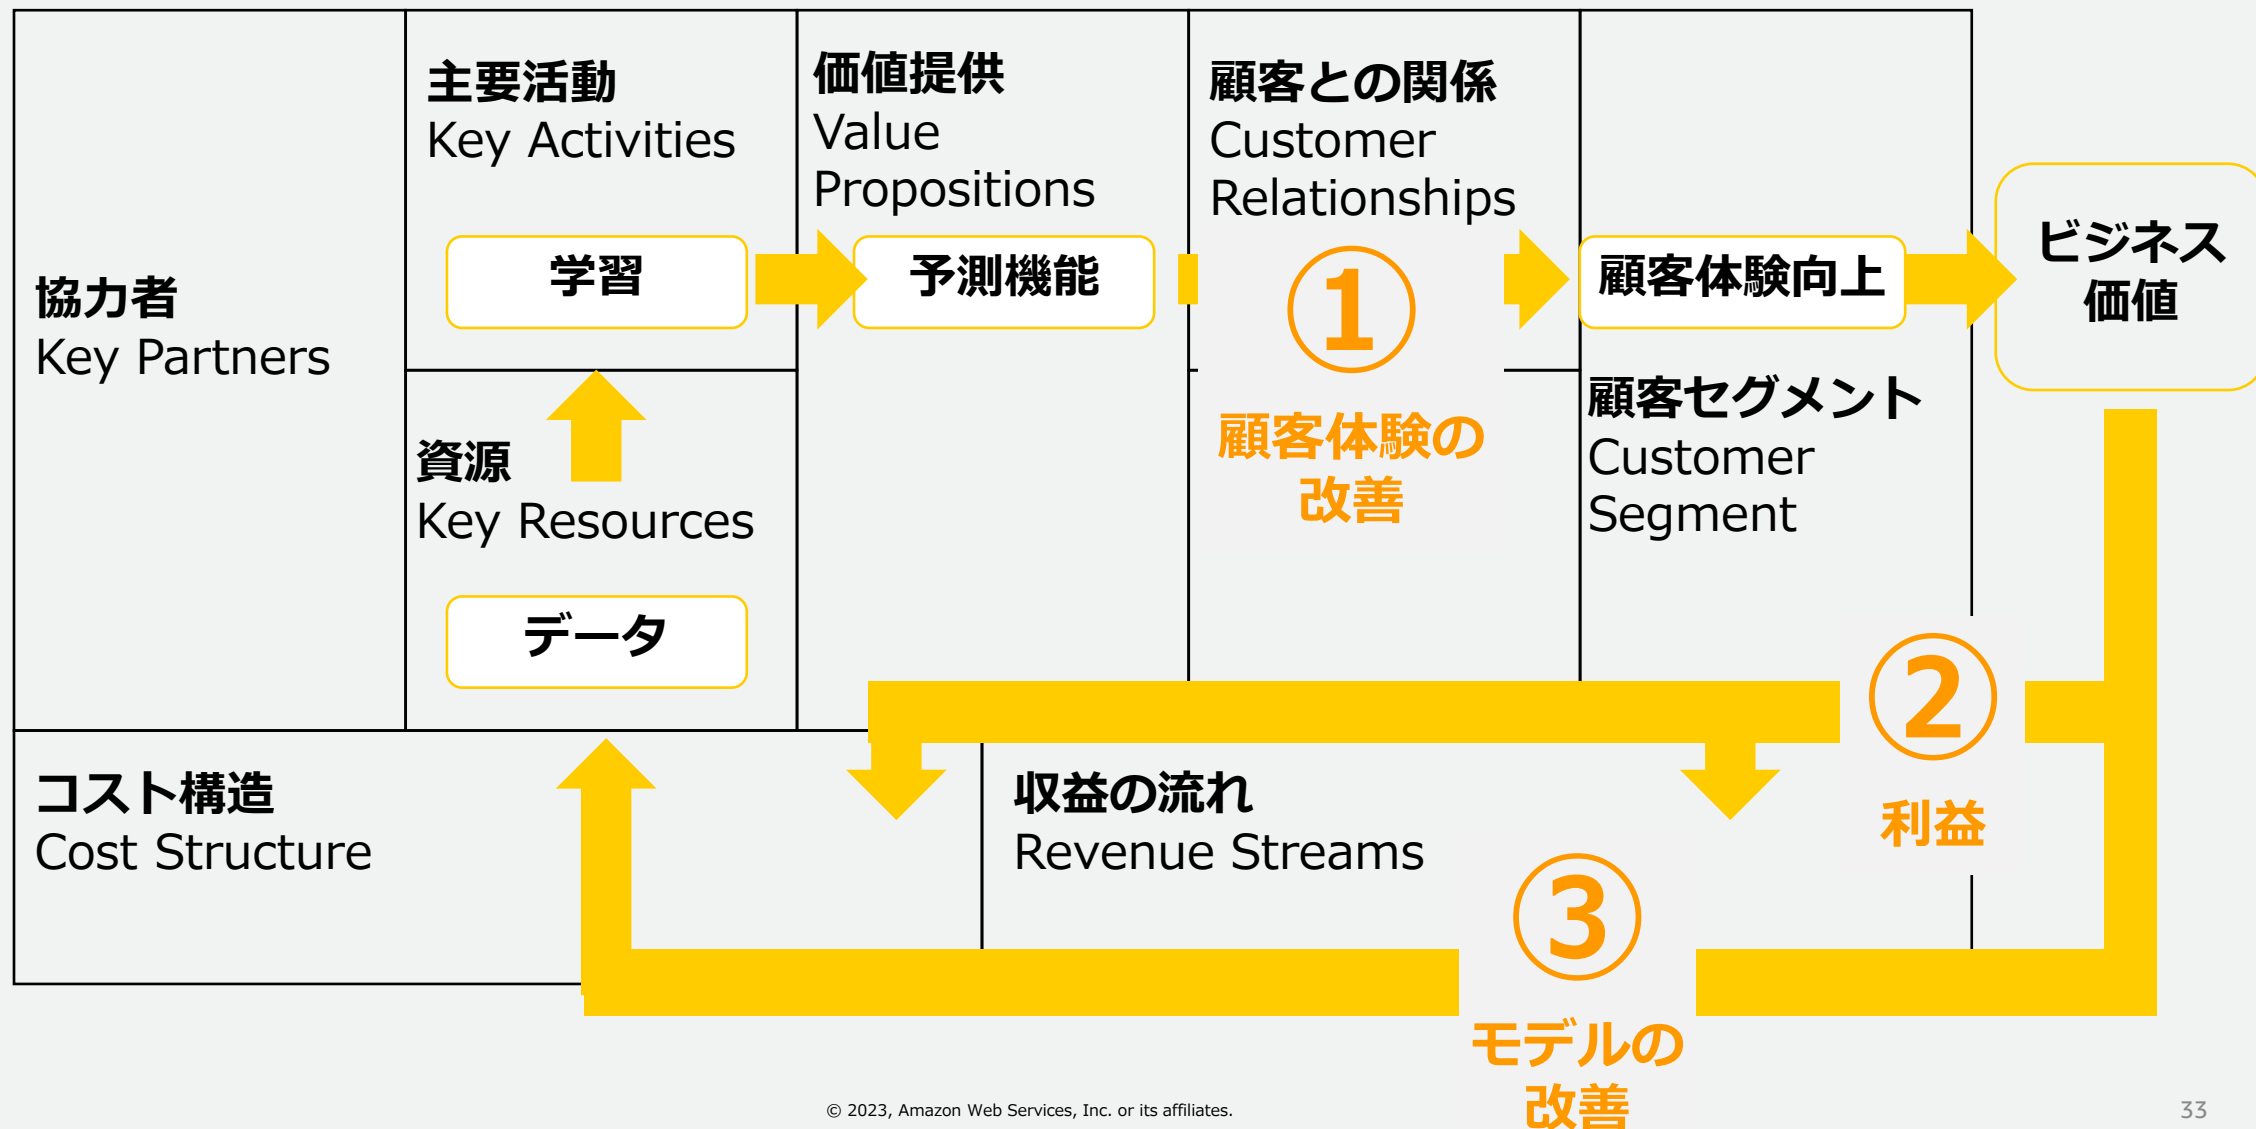 協力者
Key Partners
主要活動
Key Activities
学習
資源
Key Resources
データ
価値提供
Value
Propositions
予測機能
顧客との関係
Customer
Relationships
①
顧客体験の
改善
顧客体験向上
顧客セグメント
Customer
Segment
ビジネス
価値
②
利益
コスト構造
Cost Structure
収益の流れ
Revenue Streams
③
モデルの
改善
© 2023, Amazon Web Services, Inc. or its affiliates.
33